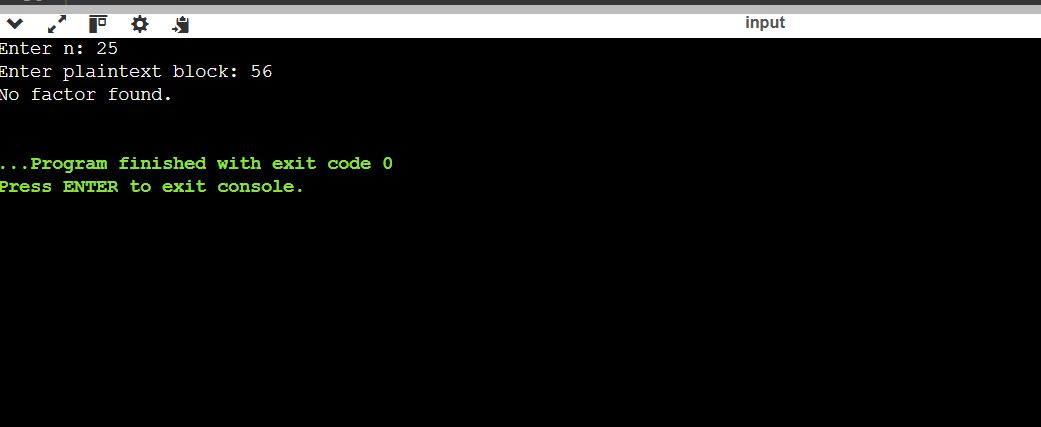 input
Enter n: 25
Enter plaintext block: 56
No factor found.
...Program finished with exit code 0
Press ENTER to exit console.